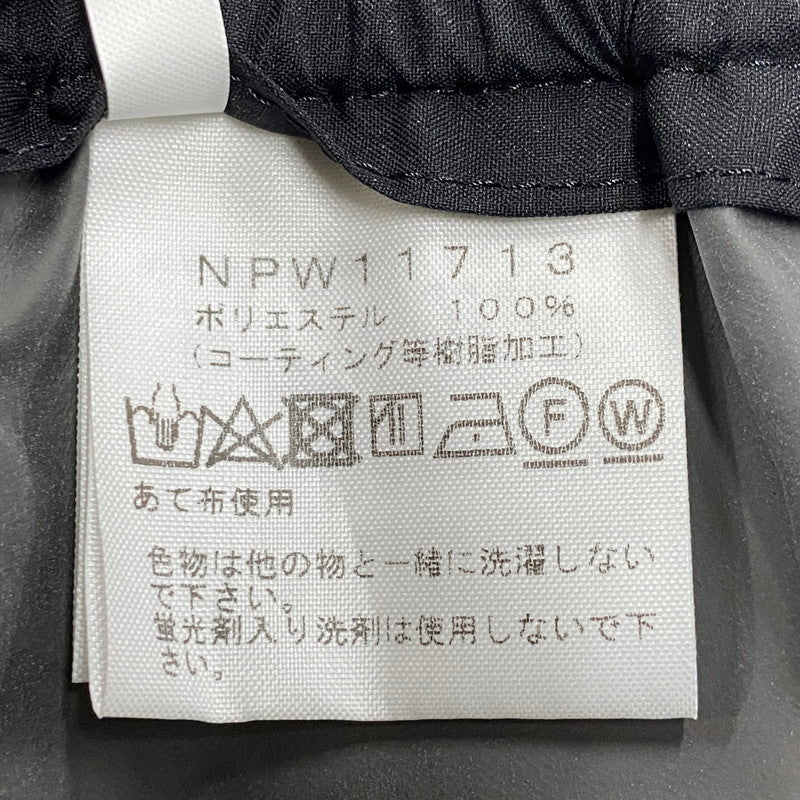 NPW11713
ポリエステル 100%
(コーティング等樹脂加工)
F W
あて布使用
色物は他の物と一緒に洗濯しない
で下さい。
蛍光剤入り洗剤は使用しないで下
さい。